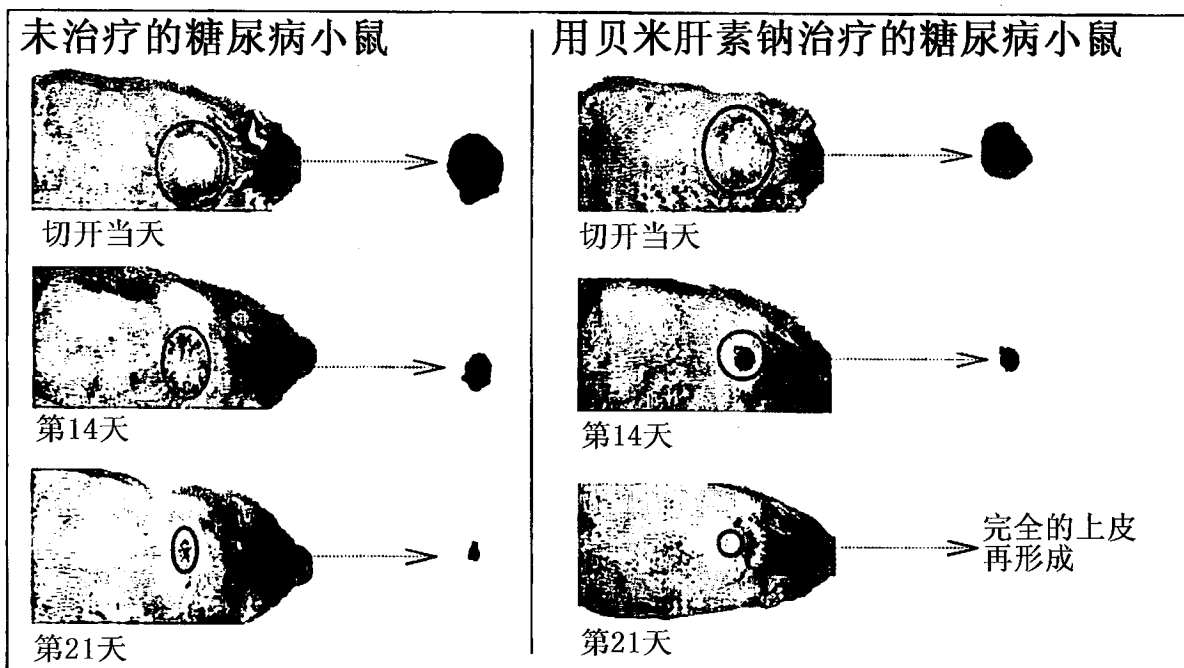 未治疗的糖尿病小鼠
切开当天
第14天
第21天
用贝米肝素钠治疗的糖尿病小鼠
切开当天
第14天
完全的上皮
再形成
第21天